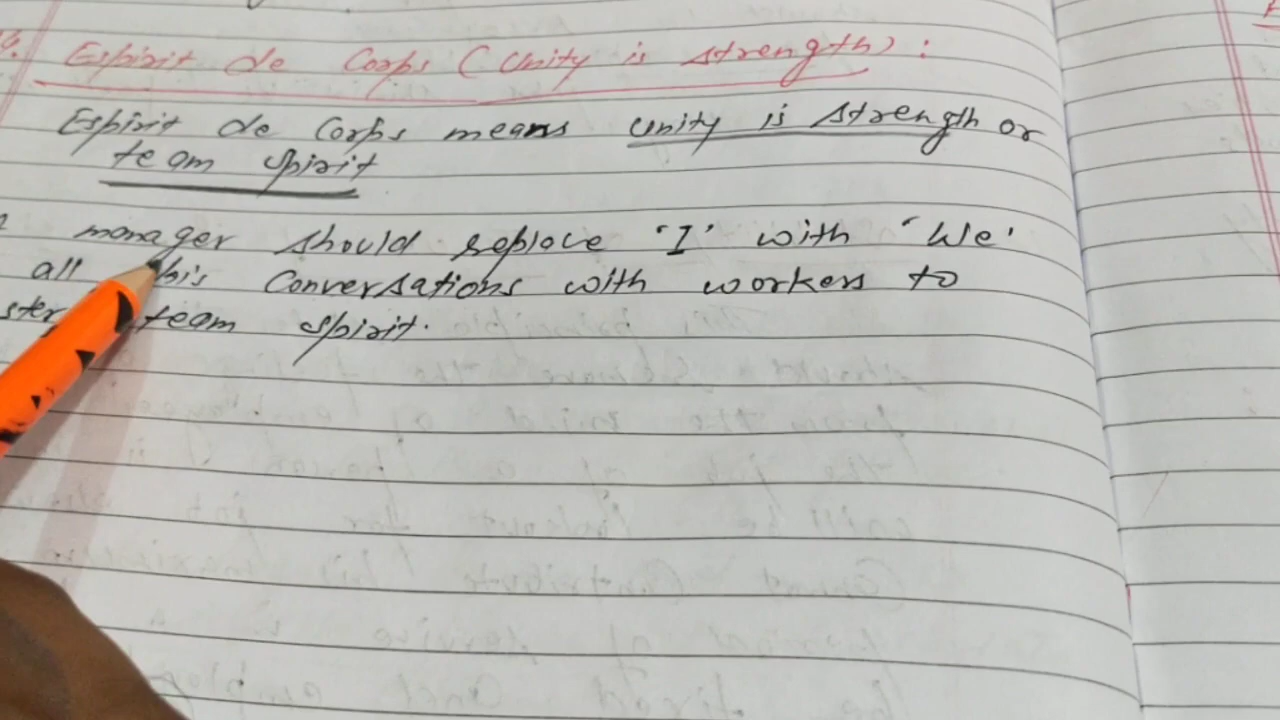 Espirit de Corps (Unity is strength) :
Espirit de Corps means unity is strength or
team spirit
manager should replace 'I' with 'We'
all his Conversations with workers to
team spirit.